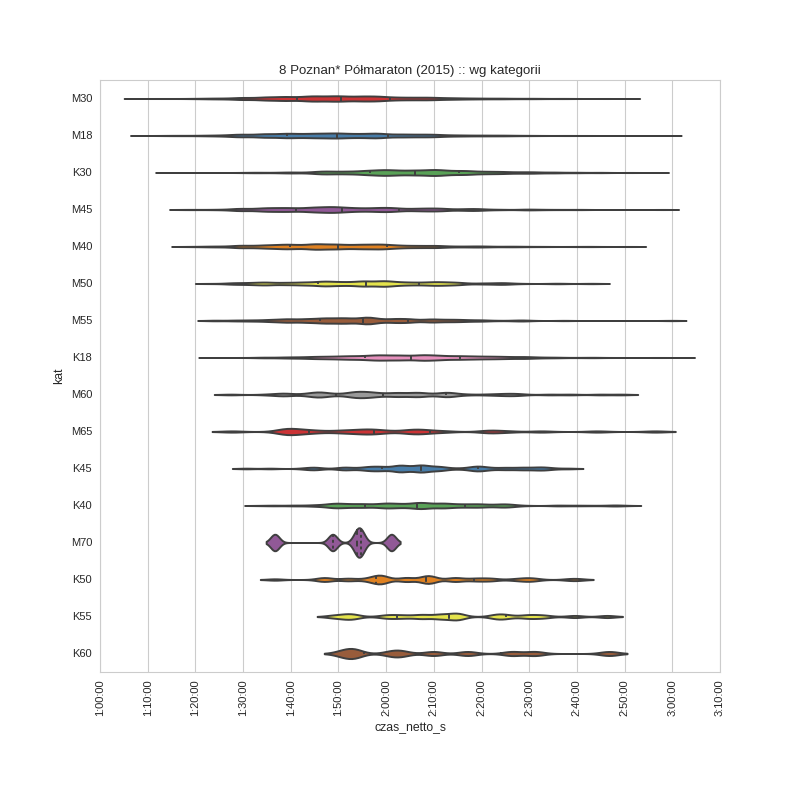 8 Poznan* Półmaraton (2015) :: wg kategorii
kat
M30
M18
K30
M45
M40
M50
M55
K18
M60
M65
K45
K40
M70
K50
K55
K60
1:00:00
1:10:00
1:20:00
1:30:00
1:40:00
1:50:00
2:00:00
2:10:00
2:20:00
2:30:00
2:40:00
2:50:00
3:00:00
3:10:00
czas_netto_s